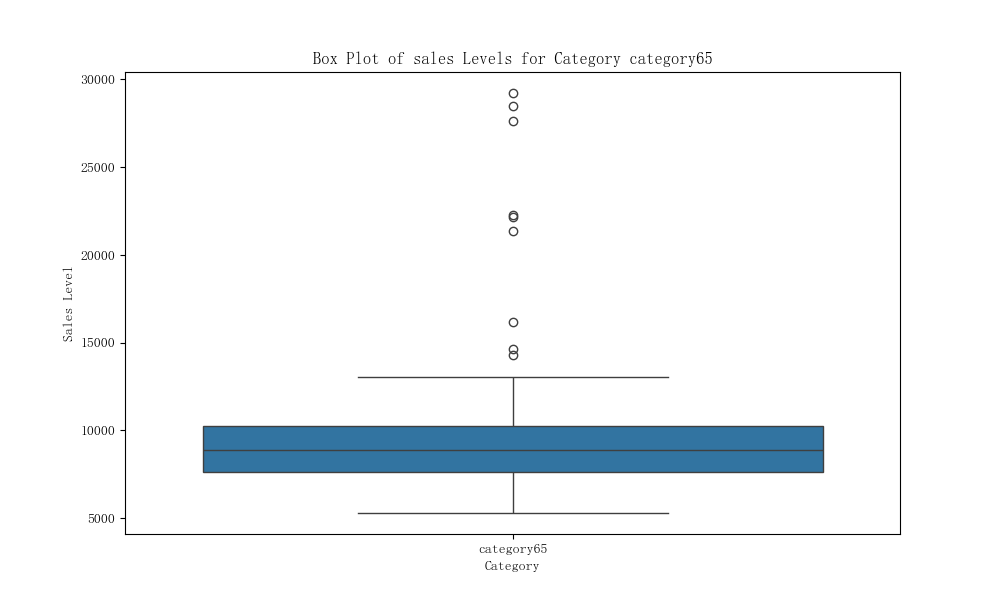 Box Plot of sales Levels for Category category65
30000
25000
20000
15000
10000
5000
Sales Level
category65
Category